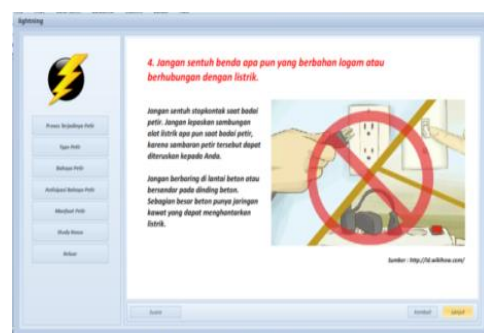 lightning
4. Jangan sentuh benda apa pun yang berbahan logam atau
berhubungan dengan listrik.
Jangan sentuh stopkontak saat badai
petir. Jangan lepaskan sambungan
alat listrik apa pun saat badai petir,
karena sambaran petir tersebut dapat
diteruskan kepada Anda.
Jangan berbaring di lantai beton atau
bersandar pada dinding beton.
Sebagian besar beton punya jaringan
kawat yang dapat menghantarkan
listrik.
Sumber : http://id.wikihow.com/
Proses Terjadinya Petir
Type Petir
Bahaya Petir
Antisipasi Bahaya Petir
Manfaat Petir
Study Kasus
Keluar
kembali
lanjut